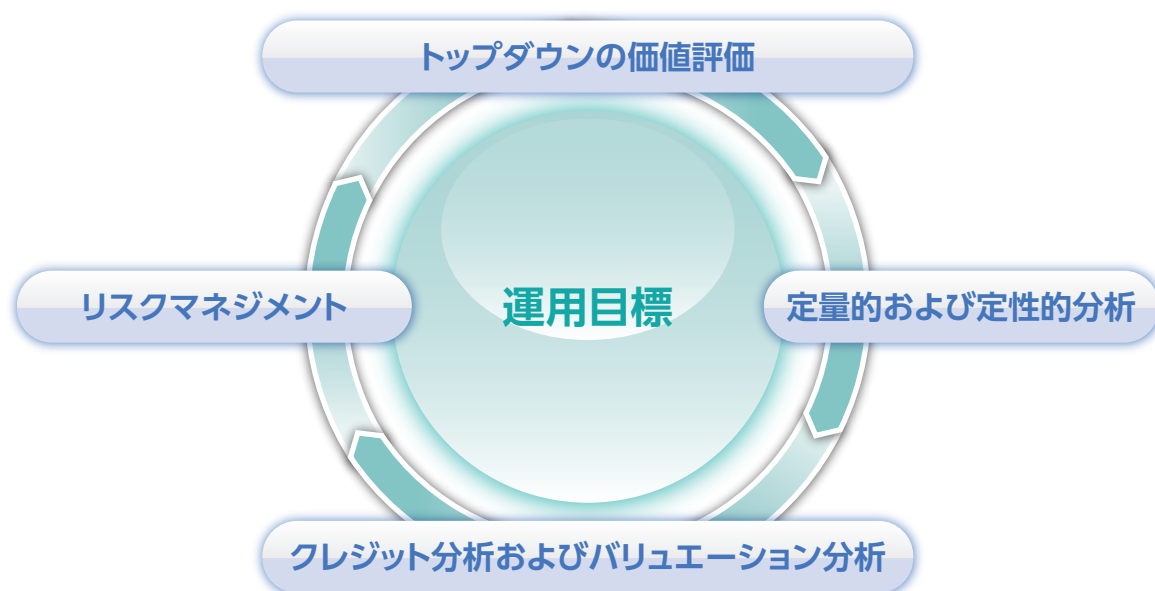 トップダウンの価値評価
リスクマネジメント
運用目標
定量的および定性的分析
クレジット分析およびバリュエーション分析